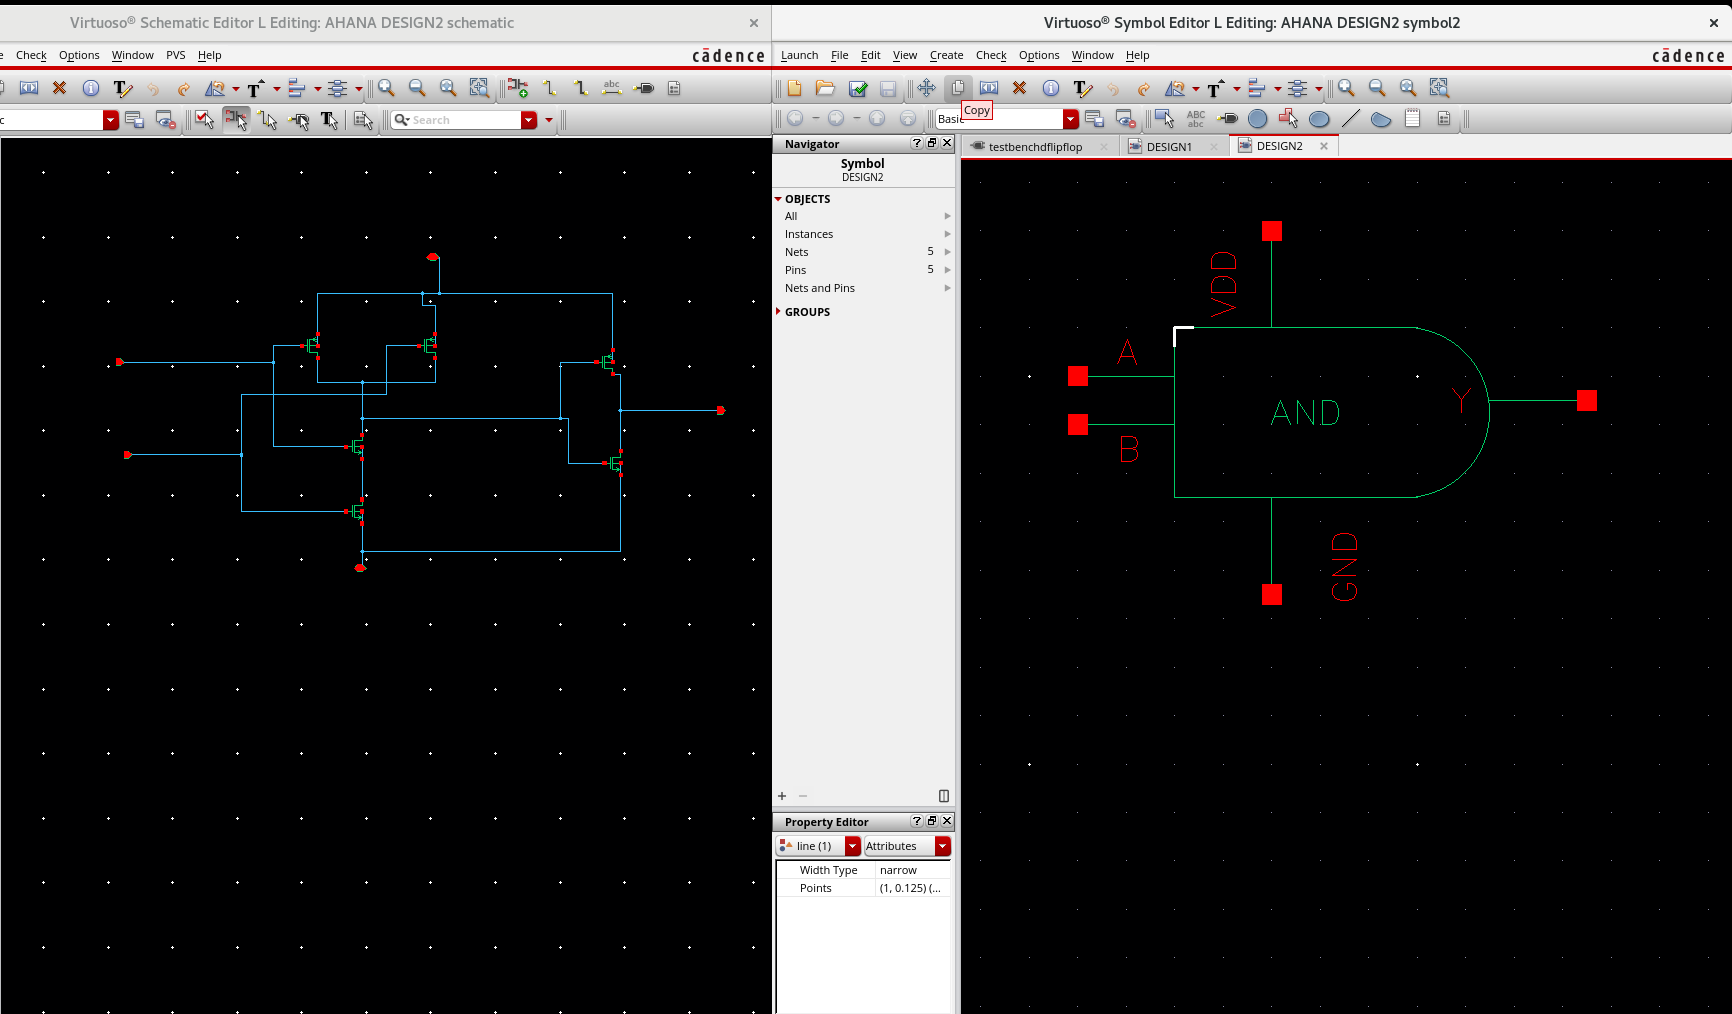 Virtuoso® Schematic Editor L Editing: AHANA DESIGN2 schematic
Check Options Window PVS Help
cādence
Search
Virtuoso® Symbol Editor L Editing: AHANA DESIGN2 symbol2
Launch File Edit View Create Check Options Window Help
cādence
Copy
Basic
ABC
abc
testbenchdflipflop
DESIGN1
DESIGN2
Navigator
Symbol
DESIGN2
OBJECTS
All
Instances
Nets 5
Pins 5
Nets and Pins
GROUPS
VDD
A
B
AND
Y
GND
Property Editor
line (1) Attributes
Width Type narrow
Points (1, 0.125) (...